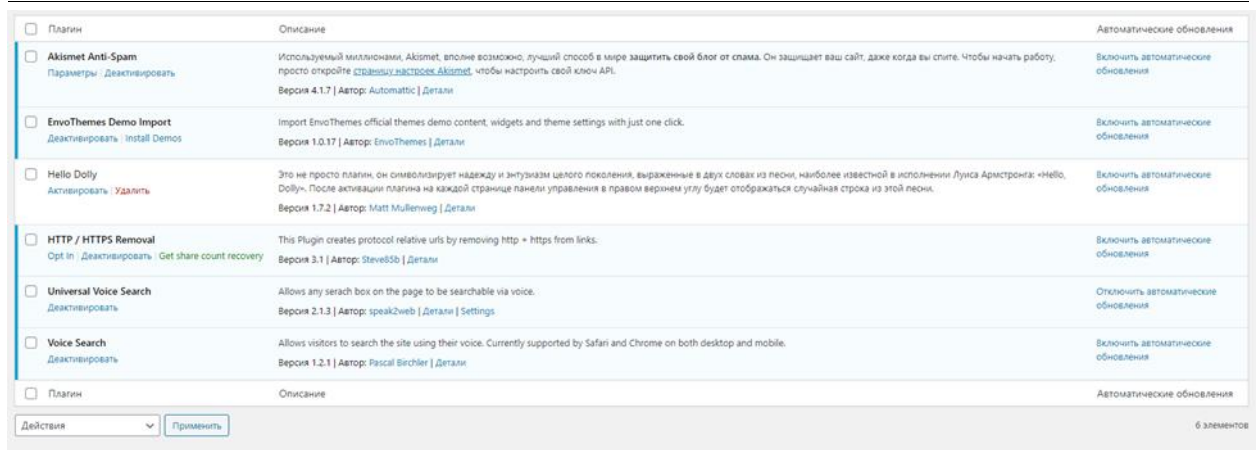 Плагин Описание Автоматические обновления
Akismet Anti-Spam
Параметры | Деактивировать
Используемый миллионами, Akismet, вполне возможно, лучший способ в мире защитить свой блог от спама. Он защищает ваш сайт, даже когда вы спите. Чтобы начать работу,
просто откройте страницу настроек Akismet, чтобы настроить свой ключ API.
Версия 4.1.7 | Автор: Automattic | Детали
Включить автоматические
обновления
EnvoThemes Demo Import
Деактивировать | Install Demos
Import EnvoThemes official themes demo content, widgets and theme settings with just one click.
Версия 1.0.17 | Автор: EnvoThemes | Детали
Включить автоматические
обновления
Hello Dolly
Активировать | Удалить
Это не просто плагин, он символизирует надежду и энтузиазм целого поколения, выраженные в двух словах из песни, наиболее известной в исполнении Луиса Армстронга: «Hello,
Dolly». После активации плагина на каждой странице панели управления в правом верхнем углу будет отображаться случайная строка из этой песни.
Версия 1.7.2 | Автор: Matt Mullenweg | Детали
Включить автоматические
обновления
HTTP / HTTPS Removal
Opt In | Деактивировать | Get share count recovery
This Plugin creates protocol relative urls by removing http + https from links.
Версия 3.1 | Автор: Steve85b | Детали
Включить автоматические
обновления
Universal Voice Search
Деактивировать
Allows any serach box on the page to be searchable via voice.
Версия 2.1.3 | Автор: speak2web | Детали | Settings
Отключить автоматические
обновления
Voice Search
Деактивировать
Allows visitors to search the site using their voice. Currently supported by Safari and Chrome on both desktop and mobile.
Версия 1.2.1 | Автор: Pascal Birchler | Детали
Включить автоматические
обновления
Плагин Описание Автоматические обновления
Действия Применить 6 элементов